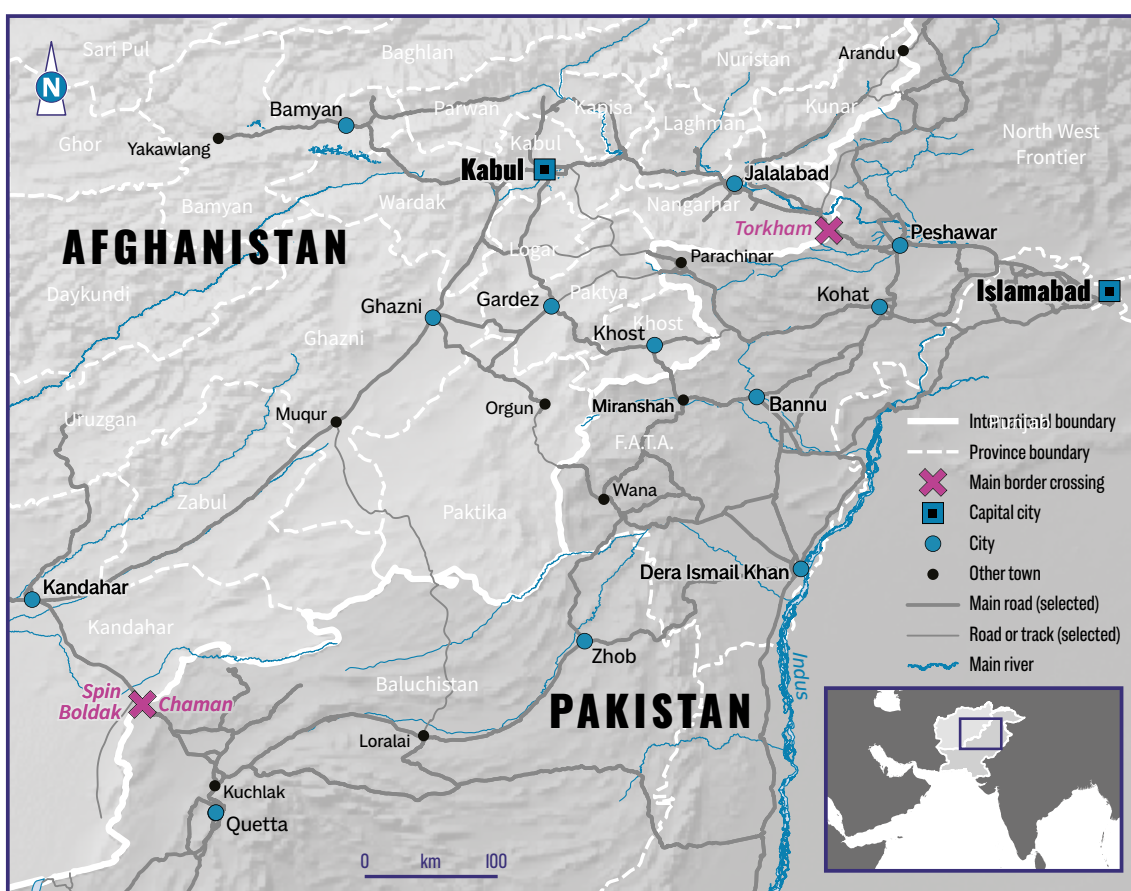 Sari Pul
Baghlan
Nuristan
Arandu
N
Bamyan
Parwan
Kapisa
Kunar
Laghman
North West
Frontier
Ghor
Yakawlang
Kabul
Kabul
Jalalabad
Bamyan
Wardak
Nangarhar
Torkham
Peshawar
AFGHANISTAN
Logar
Parachinar
Daykundi
Islamabad
Ghazni
Gardez
Paktya
Kohat
Khost
Khost
Ghazni
Uruzgan
Muqur
Orgun
Miranshah
Bannu
Punjab
International boundary
F.A.T.A.
Province boundary
Main border crossing
Zabul
Paktika
Wana
Capital city
City
Dera Ismail Khan
Other town
Kandahar
Main road (selected)
Kandahar
Road or track (selected)
Zhob
Main river
Indus
Baluchistan
Spin
Boldak
Chaman
PAKISTAN
Loralai
Kuchlak
Quetta
0 km 100